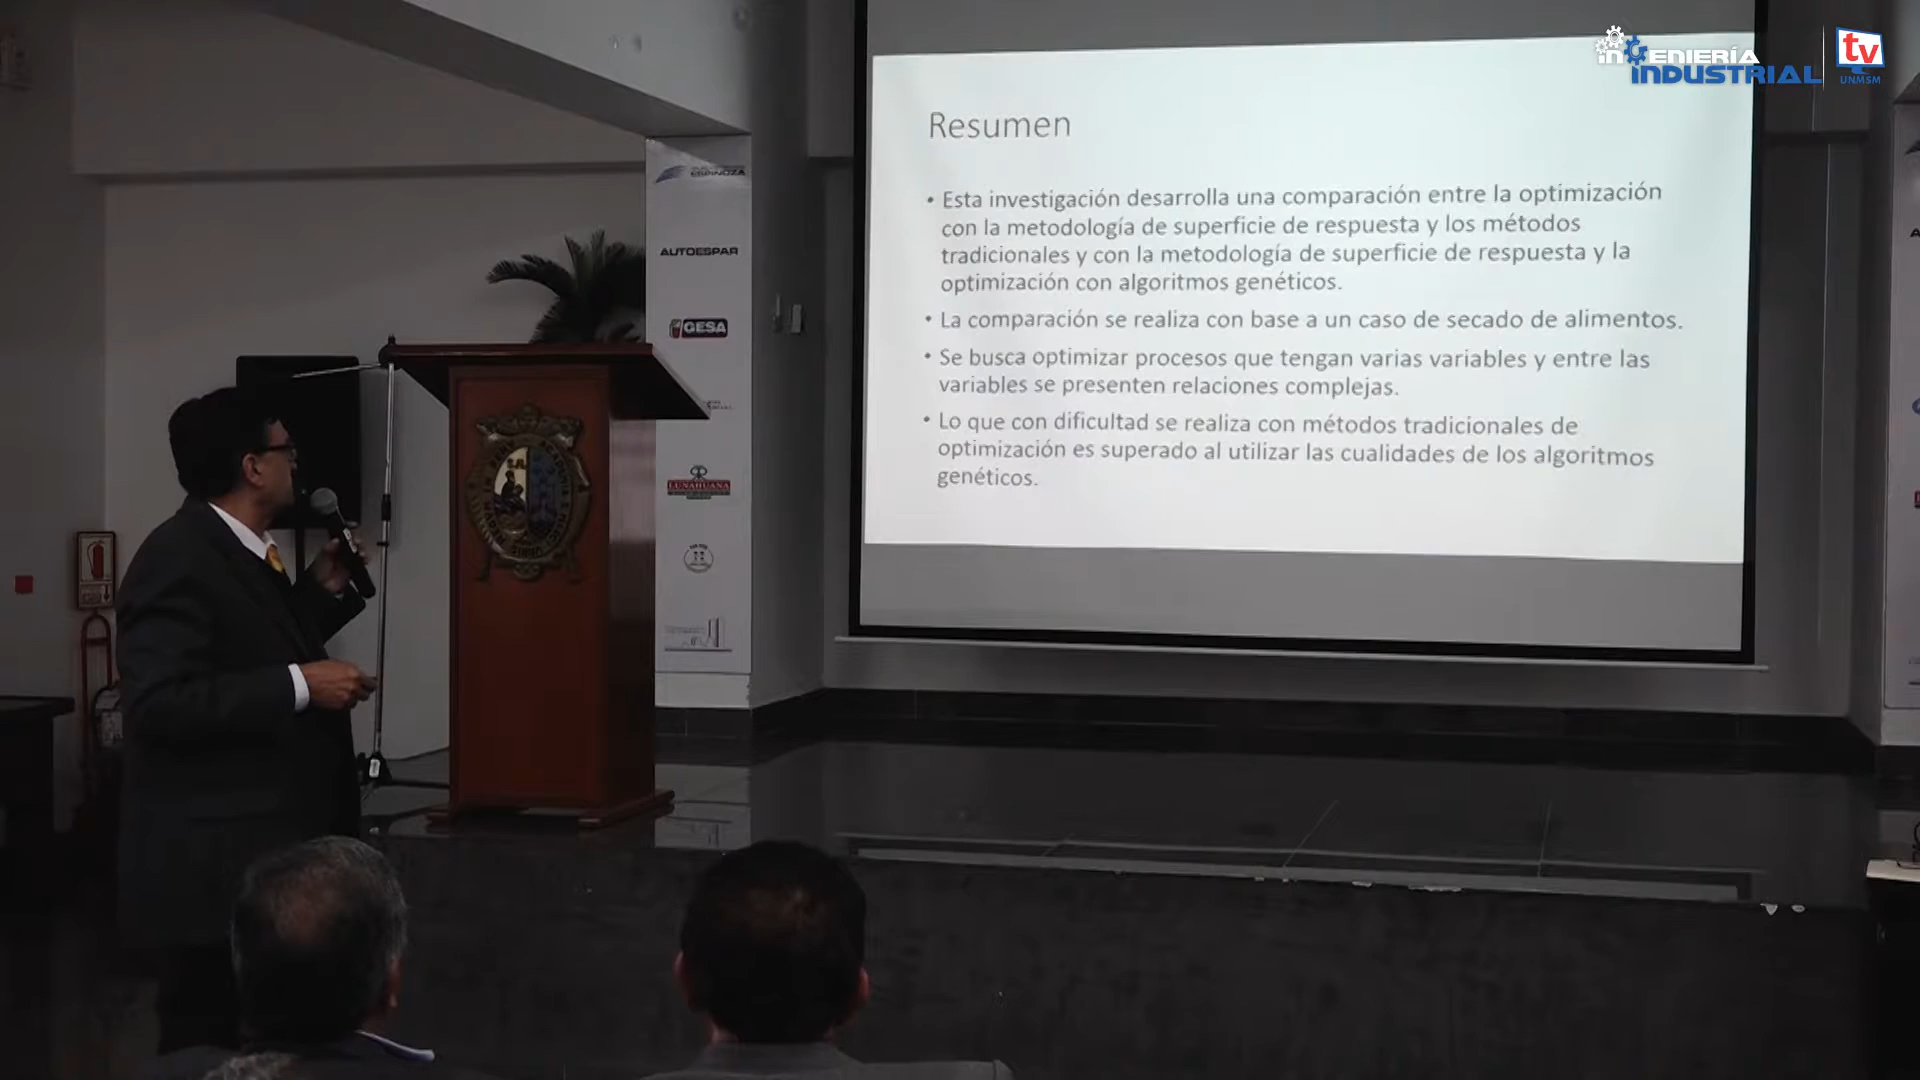 INGENIERÍA
INDUSTRIAL
tv
UNMSM
Resumen
• Esta investigación desarrolla una comparación entre la optimización
con la metodología de superficie de respuesta y los métodos
tradicionales y con la metodología de superficie de respuesta y la
optimización con algoritmos genéticos.
• La comparación se realiza con base a un caso de secado de alimentos.
• Se busca optimizar procesos que tengan varias variables y entre las
variables se presenten relaciones complejas.
• Lo que con dificultad se realiza con métodos tradicionales de
optimización es superado al utilizar las cualidades de los algoritmos
genéticos.
ESPINOZA
AUTOESPAR
GESA
LUNAHUANA